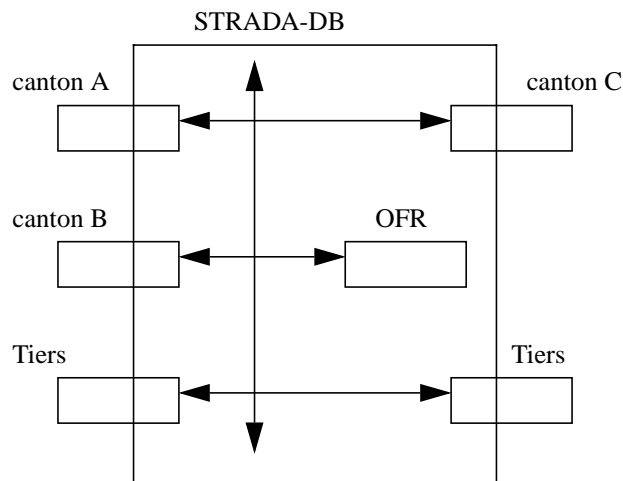 STRADA-DB
canton A
canton C
canton B
OFR
Tiers
Tiers